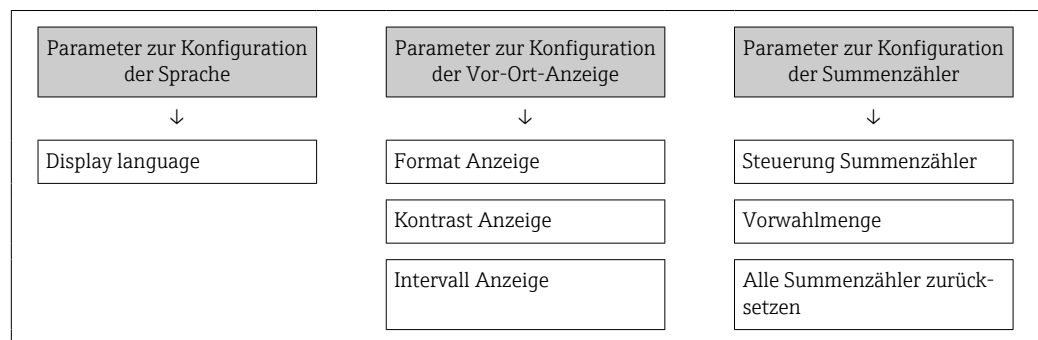 Parameter zur Konfiguration
der Sprache
Parameter zur Konfiguration
der Vor-Ort-Anzeige
Parameter zur Konfiguration
der Summenzähler
↓
↓
↓
Display language
Format Anzeige
Steuerung Summenzähler
Kontrast Anzeige
Vorwahlmenge
Intervall Anzeige
Alle Summenzähler zurück-
setzen